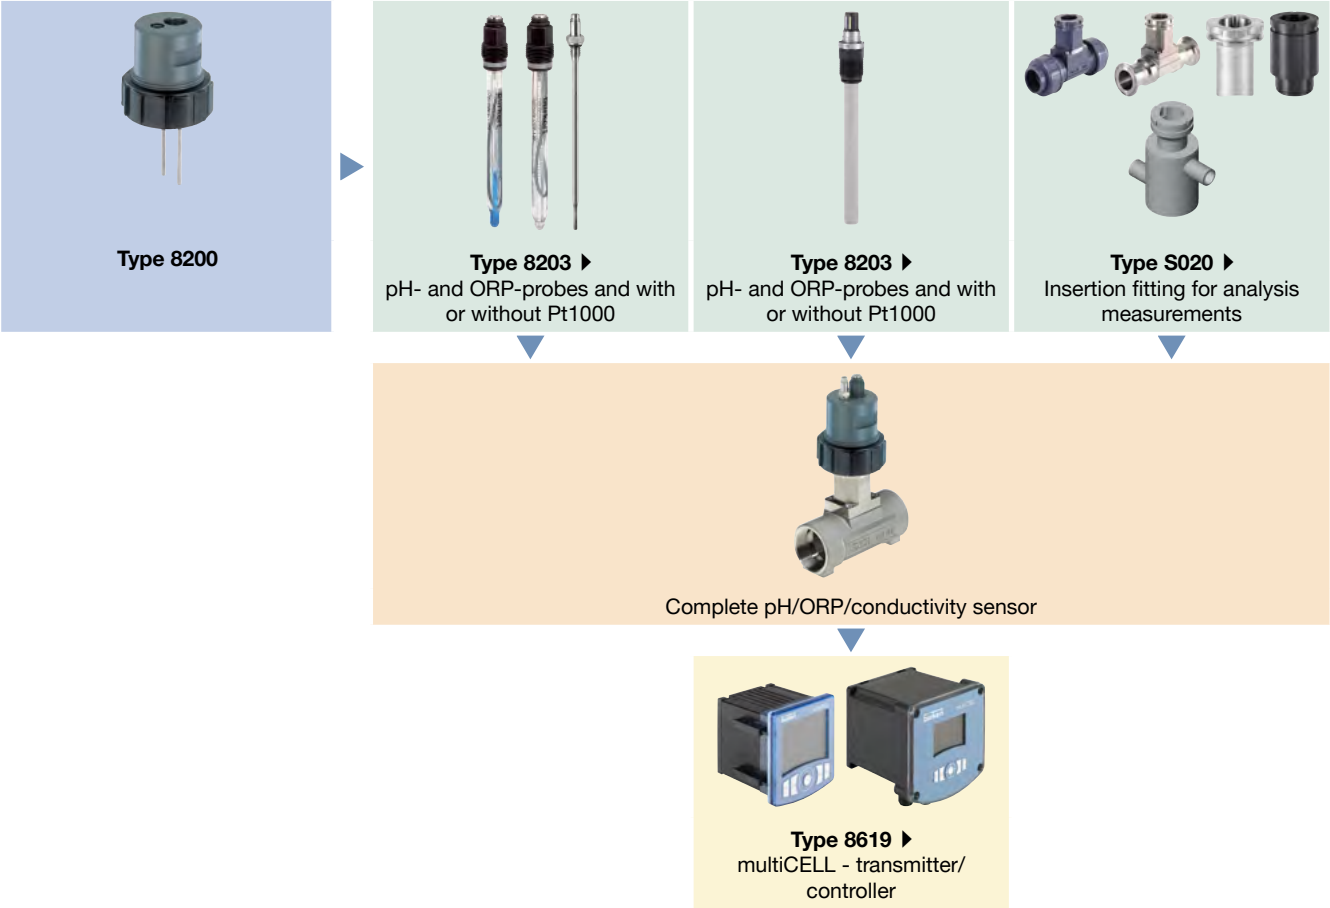 Type 8200
Type 8203
pH- and ORP-probes and with
or without Pt1000
Type 8203
pH- and ORP-probes and with
or without Pt1000
Type S020
Insertion fitting for analysis
measurements
Complete pH/ORP/conductivity sensor
Type 8619
multiCELL - transmitter/
controller